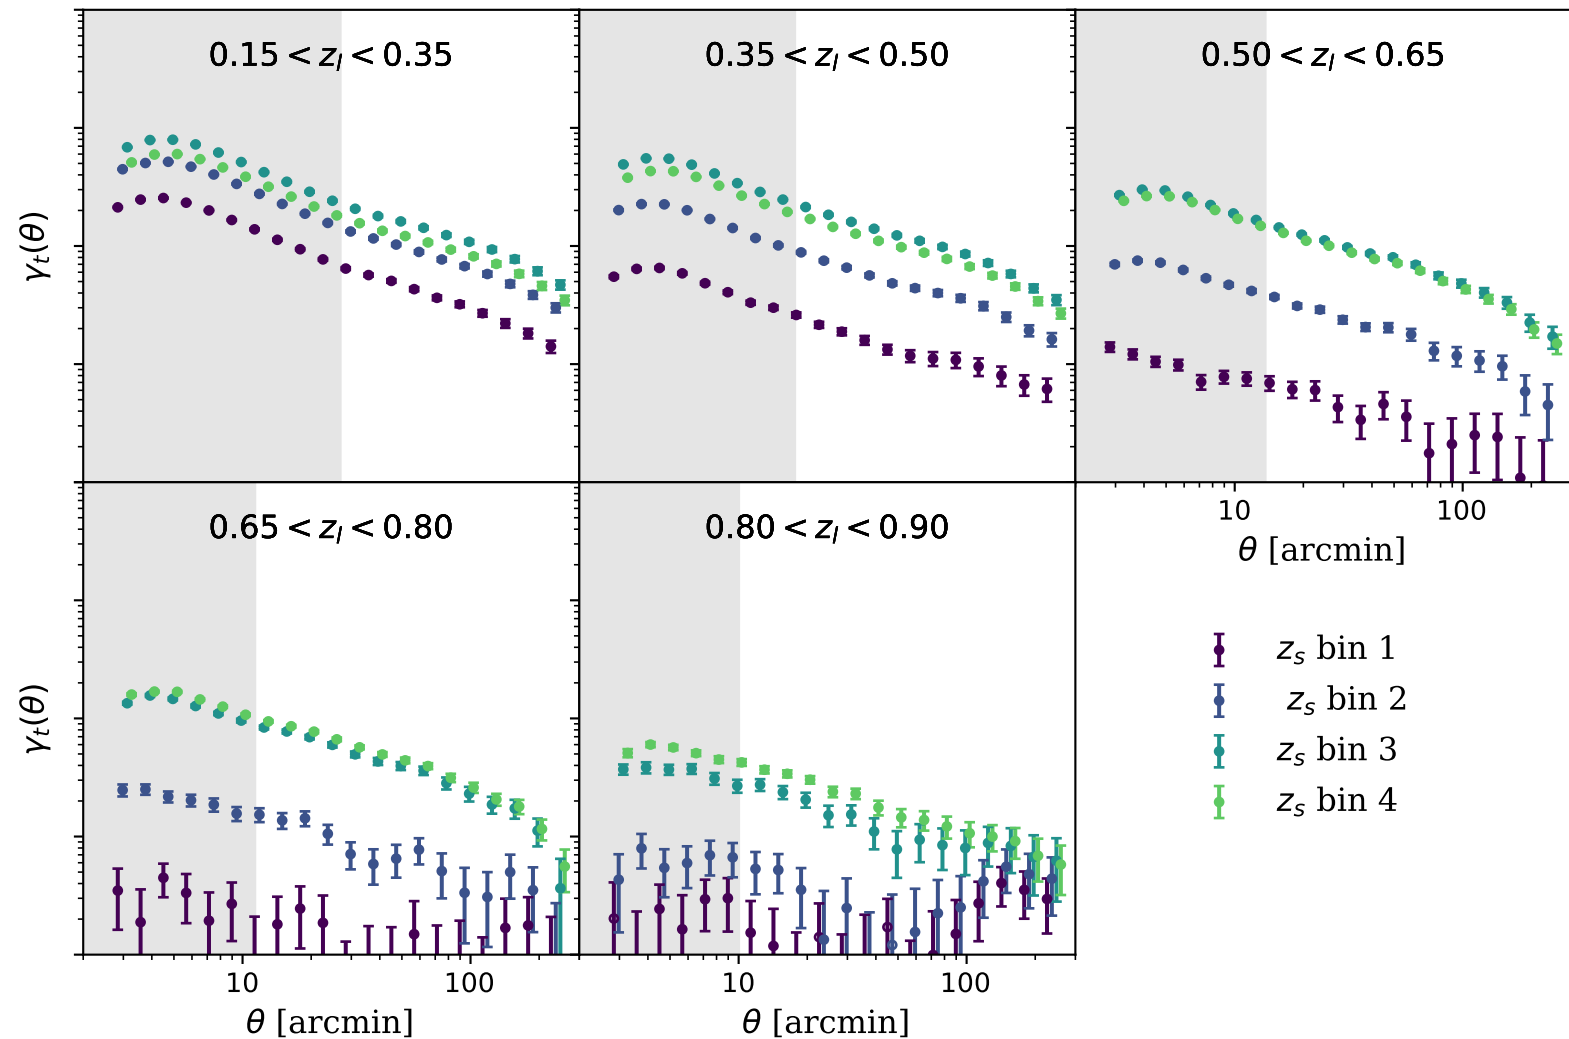 0.15 < z_l < 0.35
0.35 < z_l < 0.50
0.50 < z_l < 0.65
γ_t(θ)
10 100
θ [arcmin]
0.65 < z_l < 0.80
0.80 < z_l < 0.90
γ_t(θ)
z_s bin 1
z_s bin 2
z_s bin 3
z_s bin 4
10 100
10 100
θ [arcmin]
θ [arcmin]